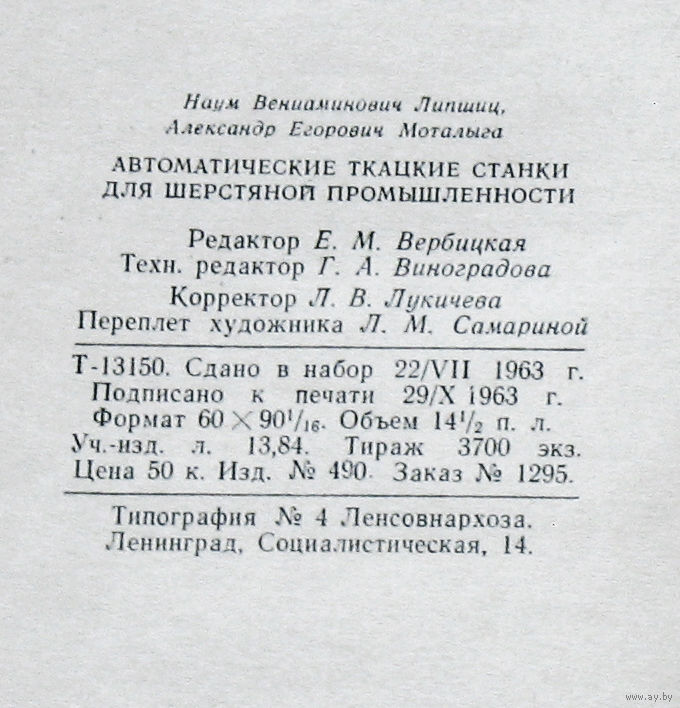 Наум Вениаминович Липшиц,
Александр Егорович Моталыга
АВТОМАТИЧЕСКИЕ ТКАЦКИЕ СТАНКИ
ДЛЯ ШЕРСТЯНОЙ ПРОМЫШЛЕННОСТИ
Редактор Е. М. Вербицкая
Техн. редактор Г. А. Виноградова
Корректор Л. В. Лукичева
Переплет художника Л. М. Самариной
Т-13150. Сдано в набор 22/VII 1963 г.
Подписано к печати 29/X 1963 г.
Формат 60 × 90¹/₁₆. Объем 14¹/₂ п. л.
Уч.-изд. л. 13,84. Тираж 3700 экз.
Цена 50 к. Изд. № 490. Заказ № 1295.
Типография № 4 Ленсовнархоза.
Ленинград, Социалистическая, 14.
www.ay.by